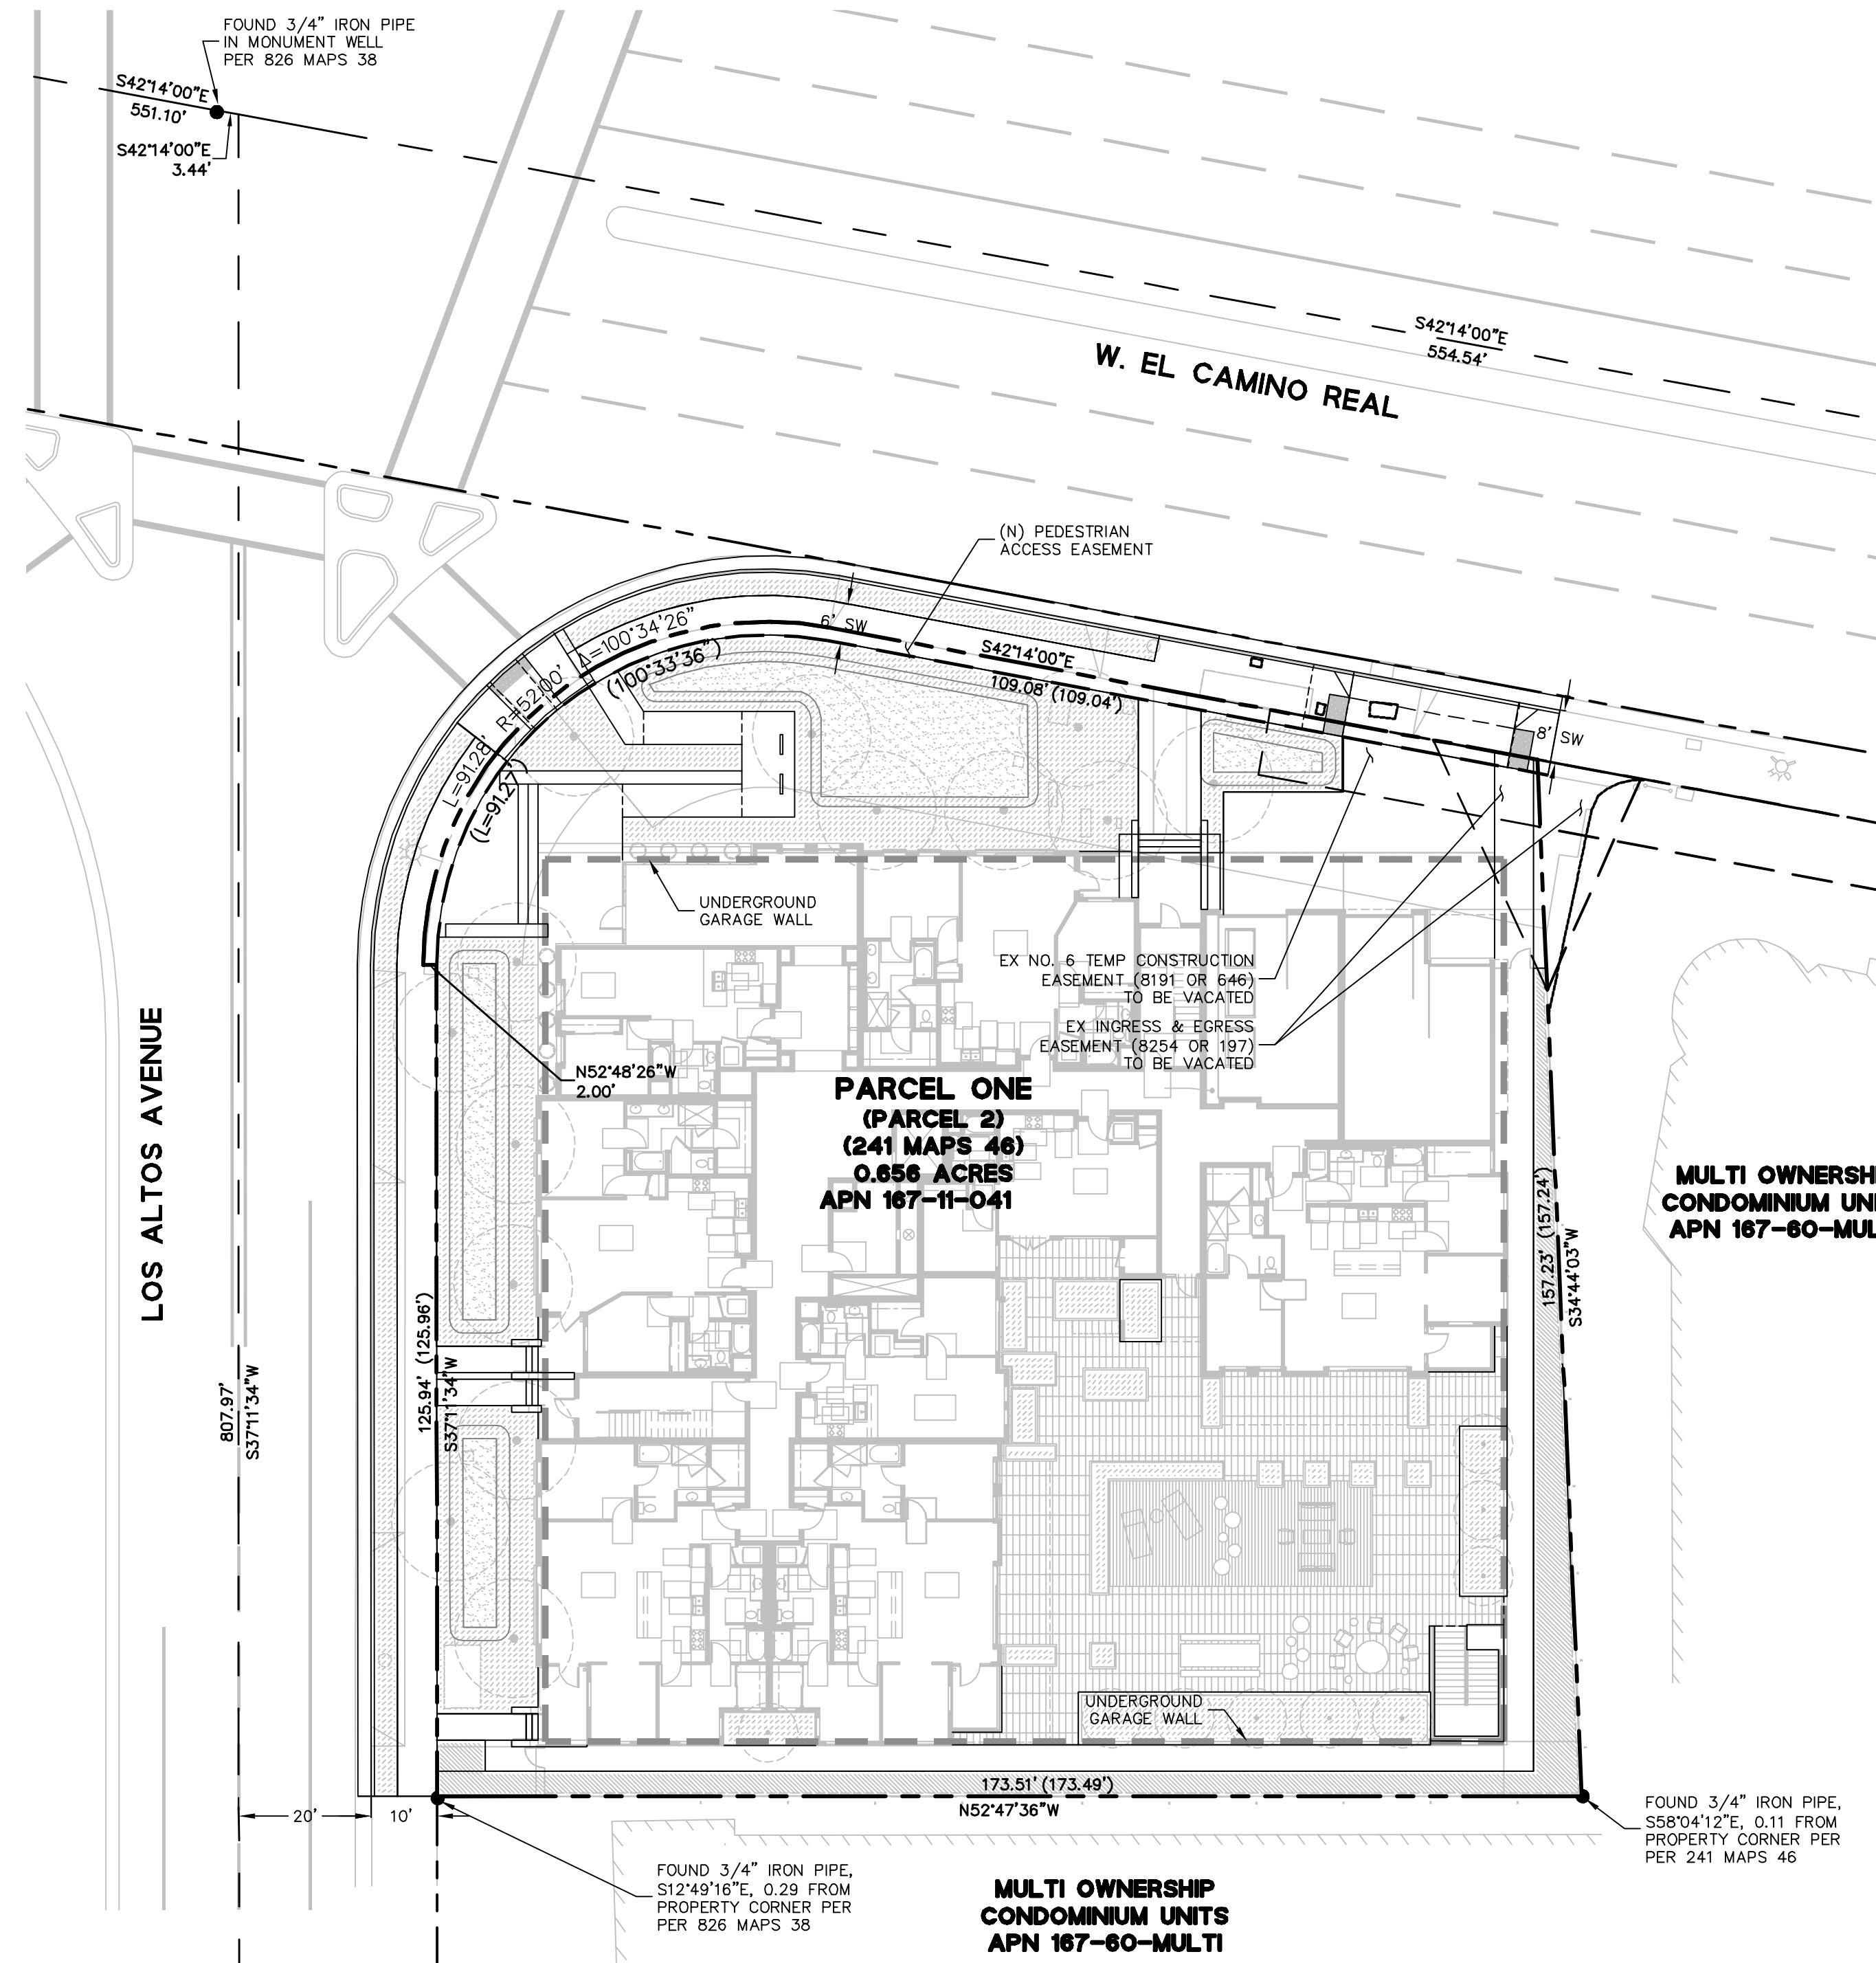 FOUND 3/4" IRON PIPE
IN MONUMENT WELL
PER 826 MAPS 38
S42°14'00"E
551.10'
S42°14'00"E
3.44'
S42°14'00"E
554.54'
W. EL CAMINO REAL
(N) PEDESTRIAN
ACCESS EASEMENT
6' SW
S42°14'00"E
109.08' (109.04')
8' SW
Δ=100°34'26"
(100°33'36")
R=52.00'
L=91.28'
(L=91.27')
UNDERGROUND
GARAGE WALL
EX NO. 6 TEMP CONSTRUCTION
EASEMENT (8191 OR 646)
TO BE VACATED
EX INGRESS & EGRESS
EASEMENT (8254 OR 197)
TO BE VACATED
N52°48'26"W
2.00'
PARCEL ONE
(PARCEL 2)
(241 MAPS 46)
0.656 ACRES
APN 167-11-041
LOS ALTOS AVENUE
MULTI OWNERSHI
CONDOMINIUM UNI
APN 167-60-MUL
157.23' (157.24')
S34°44'03"W
125.94' (125.96')
S37°11'34"W
807.97'
S37°11'34"W
UNDERGROUND
GARAGE WALL
173.51' (173.49')
N52°47'36"W
20'
10'
FOUND 3/4" IRON PIPE,
S58°04'12"E, 0.11 FROM
PROPERTY CORNER PER
PER 241 MAPS 46
FOUND 3/4" IRON PIPE,
S12°49'16"E, 0.29 FROM
PROPERTY CORNER PER
PER 826 MAPS 38
MULTI OWNERSHIP
CONDOMINIUM UNITS
APN 167-60-MULTI